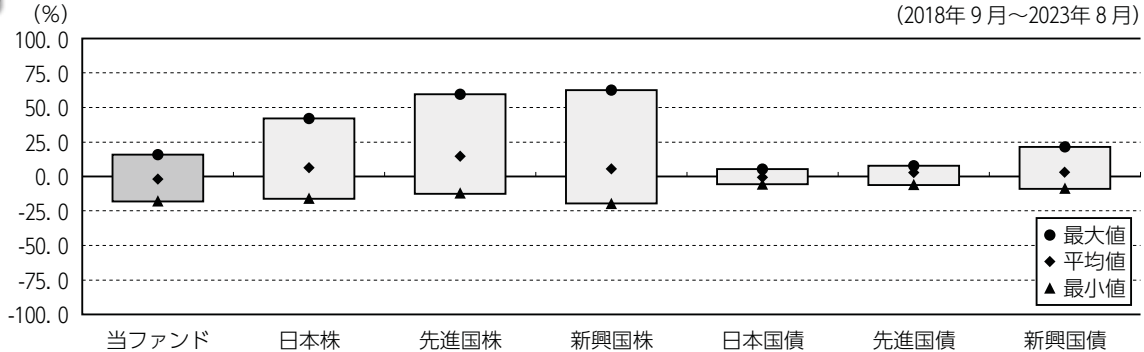 (%)
(2018年9月~2023年8月)
100.0
75.0
50.0
25.0
0.0
-25.0
-50.0
-75.0
-100.0
● 最大値
◆ 平均値
▲ 最小値
当ファンド 日本株 先進国株 新興国株 日本国債 先進国債 新興国債